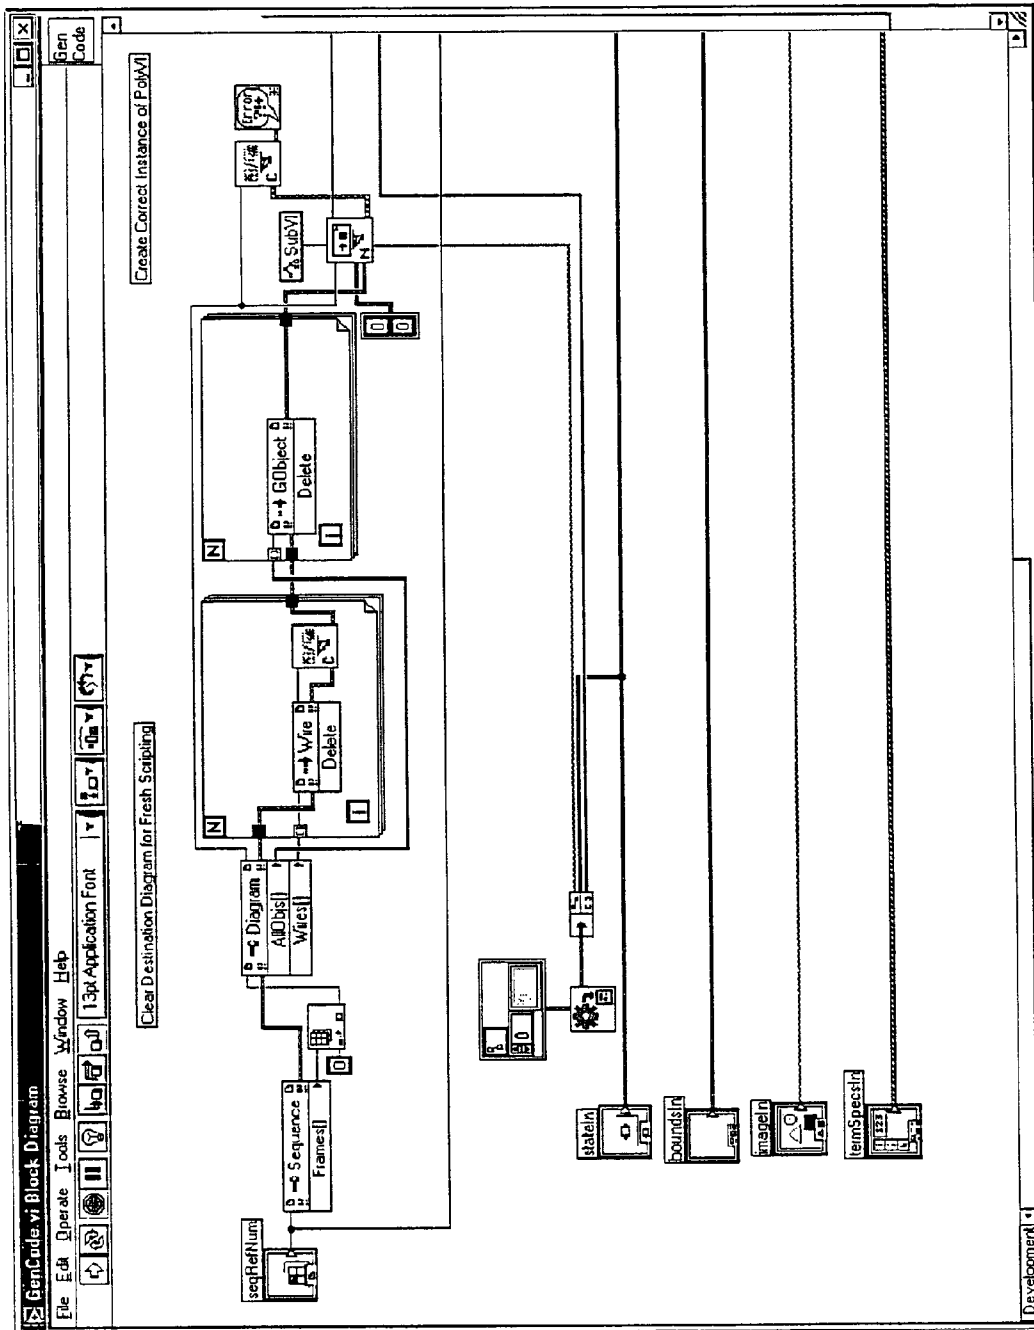 GenCode.vi Block Diagram
File Edit Operate Tools Browse Window Help
13pt Application Font
Gen
Code
Clear Destination Diagram for Fresh Scripting
Create Correct Instance of PolyVI
seqRefNum
Sequence
Frames[]
0
Diagram
AllObjs[]
Wires[]
N
Wire
Delete
i
C
N
GObject
Delete
i
0
0
SubVI
N
C
Error
stateIn
boundsIn
imageIn
termSpecsIn
123
Development